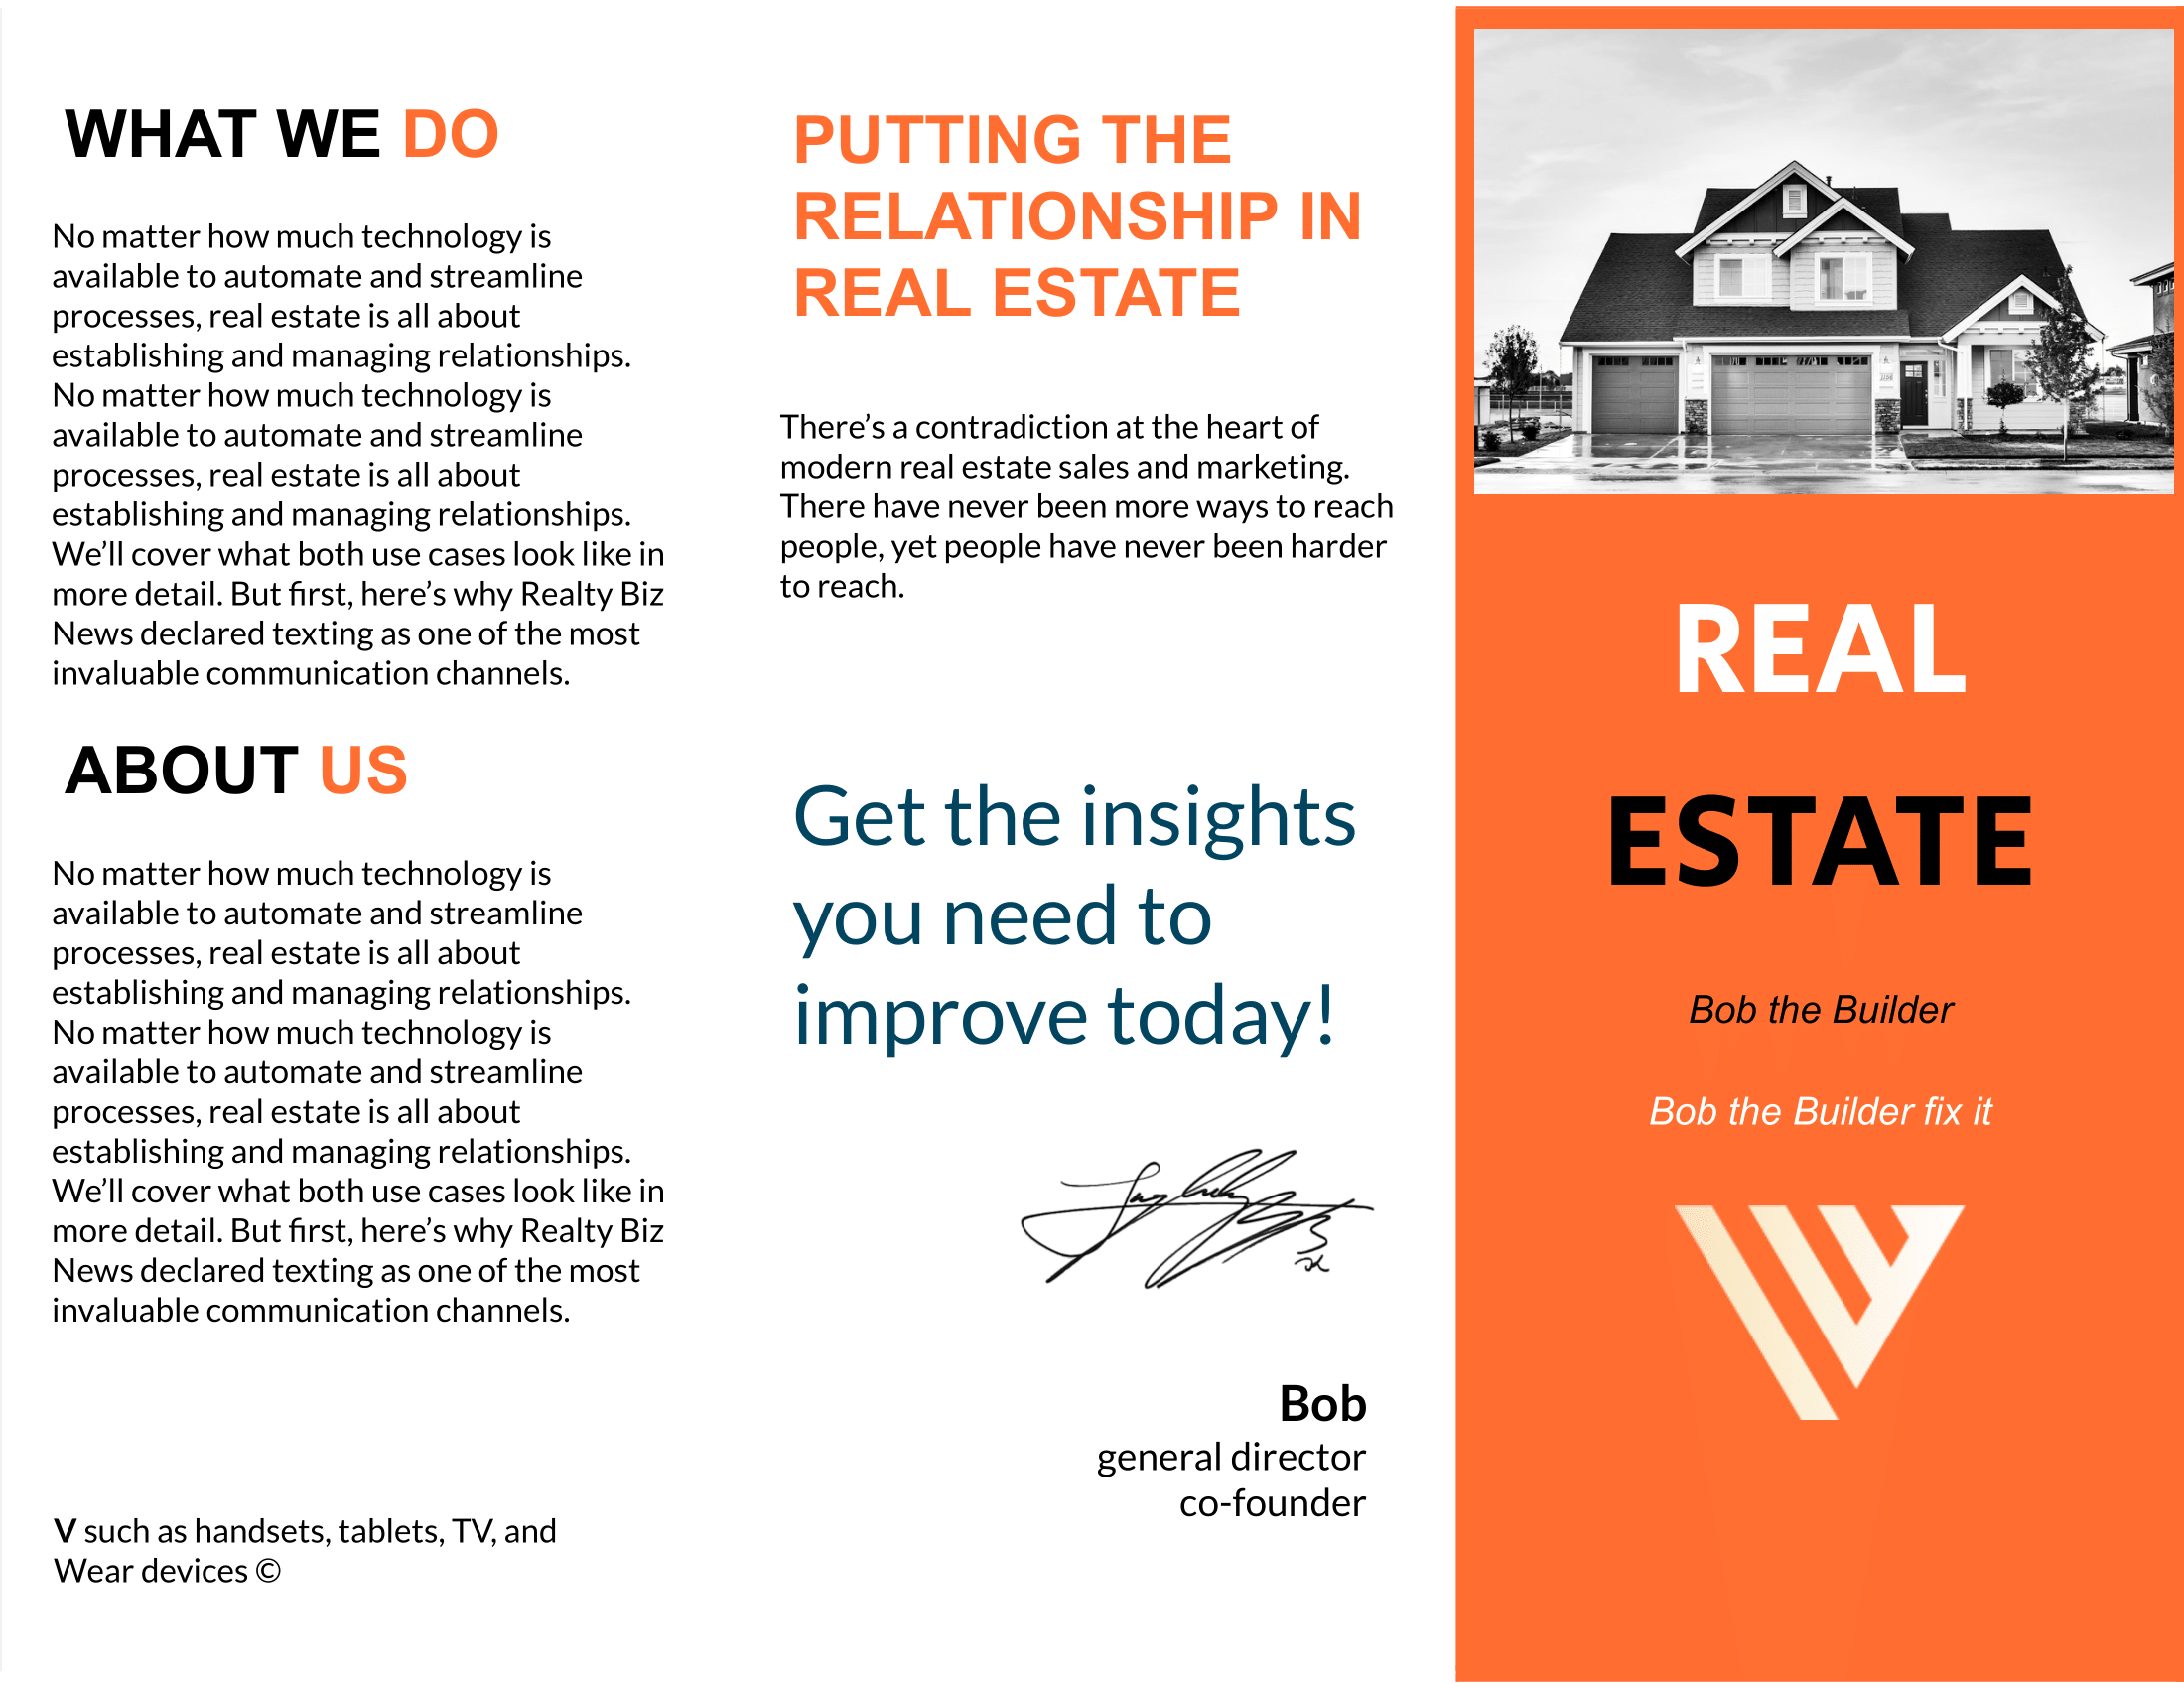 WHAT WE DO
No matter how much technology is
available to automate and streamline
processes, real estate is all about
establishing and managing relationships.
No matter how much technology is
available to automate and streamline
processes, real estate is all about
establishing and managing relationships.
We’ll cover what both use cases look like in
more detail. But first, here’s why Realty Biz
News declared texting as one of the most
invaluable communication channels.
ABOUT US
No matter how much technology is
available to automate and streamline
processes, real estate is all about
establishing and managing relationships.
No matter how much technology is
available to automate and streamline
processes, real estate is all about
establishing and managing relationships.
We’ll cover what both use cases look like in
more detail. But first, here’s why Realty Biz
News declared texting as one of the most
invaluable communication channels.
V such as handsets, tablets, TV, and
Wear devices ©
PUTTING THE
RELATIONSHIP IN
REAL ESTATE
There’s a contradiction at the heart of
modern real estate sales and marketing.
There have never been more ways to reach
people, yet people have never been harder
to reach.
Get the insights
you need to
improve today!
Bob
general director
co-founder
REAL
ESTATE
Bob the Builder
Bob the Builder fix it